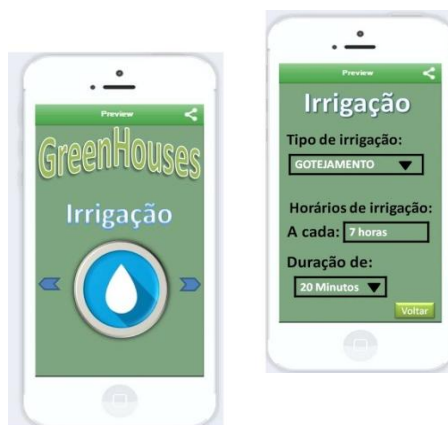 Preview
GreenHouses
Irrigação
Preview
Irrigação
Tipo de irrigação:
GOTEJAMENTO
Horários de irrigação:
A cada: 7 horas
Duração de:
20 Minutos
Voltar